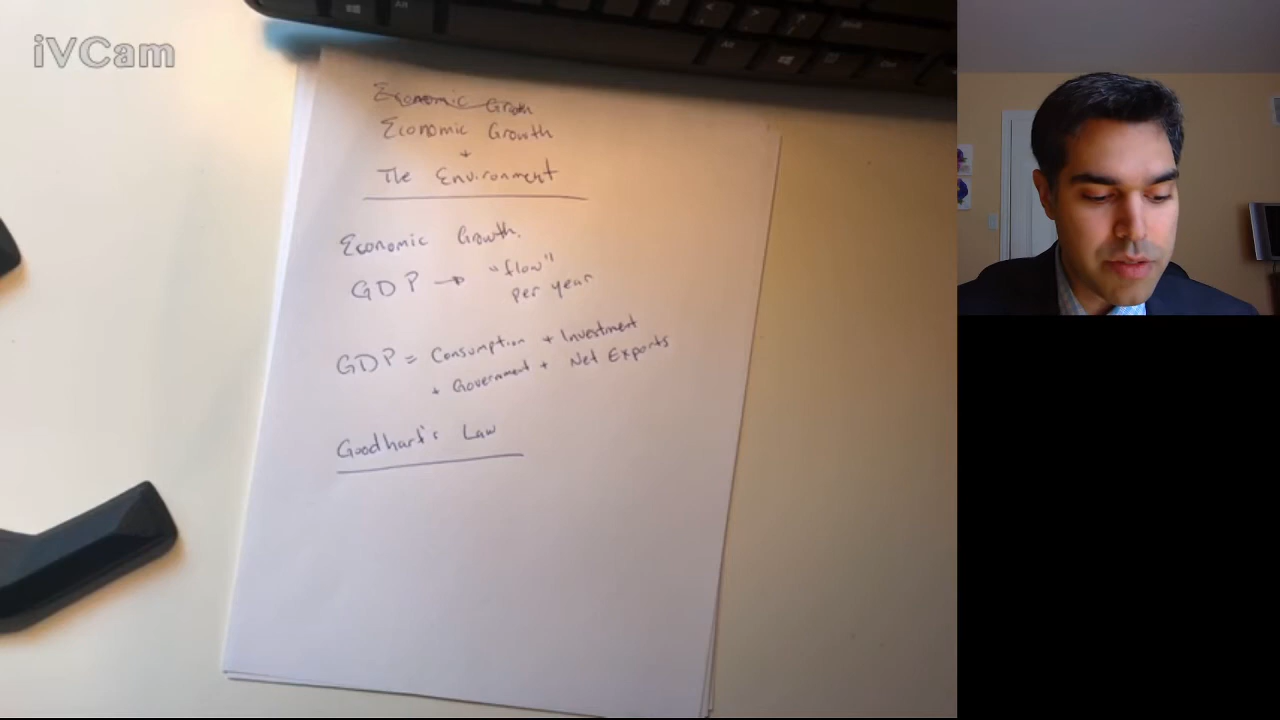 iVCam
Economic Growth
Economic Growth
+
The Environment
Economic Growth.
GDP → "flow"
per year
GDP = Consumption + Investment
+ Government + Net Exports
Goodhart's Law